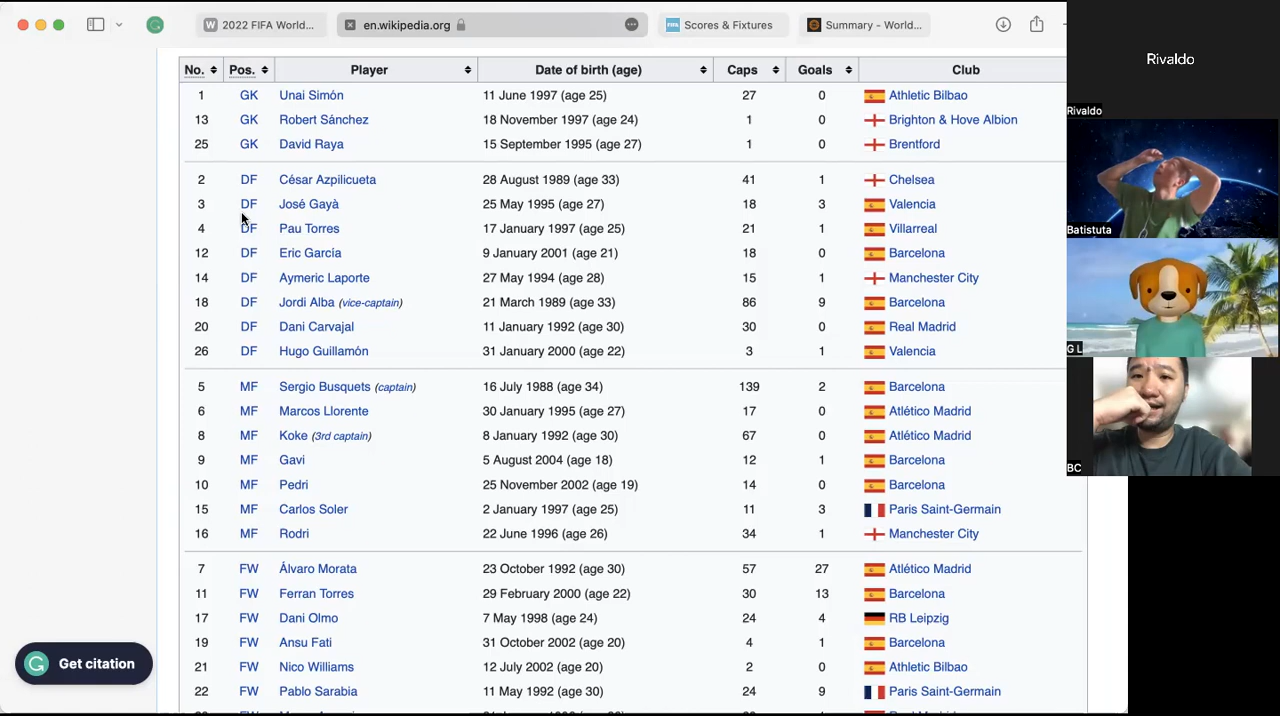 2022 FIFA World...
en.wikipedia.org
Scores & Fixtures
Summary - World...
No. Pos. Player Date of birth (age) Caps Goals Club
1 GK Unai Simón 11 June 1997 (age 25) 27 0 Athletic Bilbao
13 GK Robert Sánchez 18 November 1997 (age 24) 1 0 Brighton & Hove Albion
25 GK David Raya 15 September 1995 (age 27) 1 0 Brentford
2 DF César Azpilicueta 28 August 1989 (age 33) 41 1 Chelsea
3 DF José Gayà 25 May 1995 (age 27) 18 3 Valencia
4 DF Pau Torres 17 January 1997 (age 25) 21 1 Villarreal
12 DF Eric García 9 January 2001 (age 21) 18 0 Barcelona
14 DF Aymeric Laporte 27 May 1994 (age 28) 15 1 Manchester City
18 DF Jordi Alba (vice-captain) 21 March 1989 (age 33) 86 9 Barcelona
20 DF Dani Carvajal 11 January 1992 (age 30) 30 0 Real Madrid
26 DF Hugo Guillamón 31 January 2000 (age 22) 3 1 Valencia
5 MF Sergio Busquets (captain) 16 July 1988 (age 34) 139 2 Barcelona
6 MF Marcos Llorente 30 January 1995 (age 27) 17 0 Atlético Madrid
8 MF Koke (3rd captain) 8 January 1992 (age 30) 67 0 Atlético Madrid
9 MF Gavi 5 August 2004 (age 18) 12 1 Barcelona
10 MF Pedri 25 November 2002 (age 19) 14 0 Barcelona
15 MF Carlos Soler 2 January 1997 (age 25) 11 3 Paris Saint-Germain
16 MF Rodri 22 June 1996 (age 26) 34 1 Manchester City
7 FW Álvaro Morata 23 October 1992 (age 30) 57 27 Atlético Madrid
11 FW Ferran Torres 29 February 2000 (age 22) 30 13 Barcelona
17 FW Dani Olmo 7 May 1998 (age 24) 24 4 RB Leipzig
19 FW Ansu Fati 31 October 2002 (age 20) 4 1 Barcelona
21 FW Nico Williams 12 July 2002 (age 20) 2 0 Athletic Bilbao
22 FW Pablo Sarabia 11 May 1992 (age 30) 24 9 Paris Saint-Germain
Get citation
Rivaldo
Rivaldo
Batistuta
G L
BC